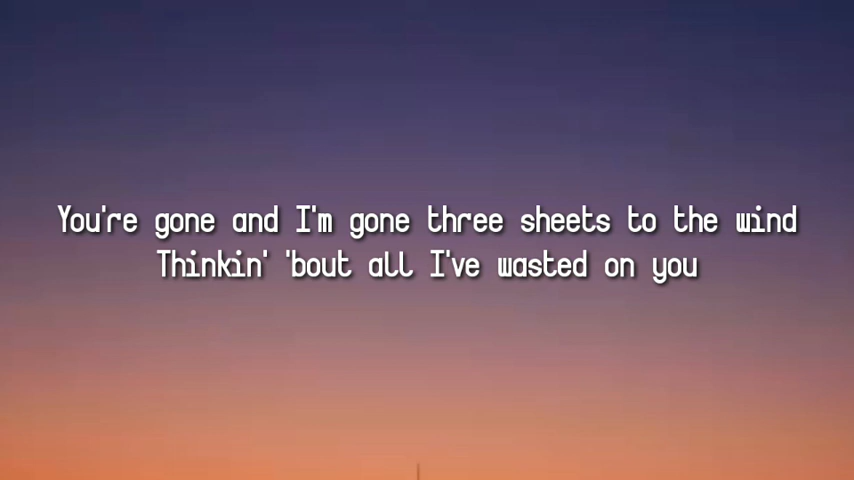 You're gone and I'm gone three sheets to the wind
Thinkin' 'bout all I've wasted on you